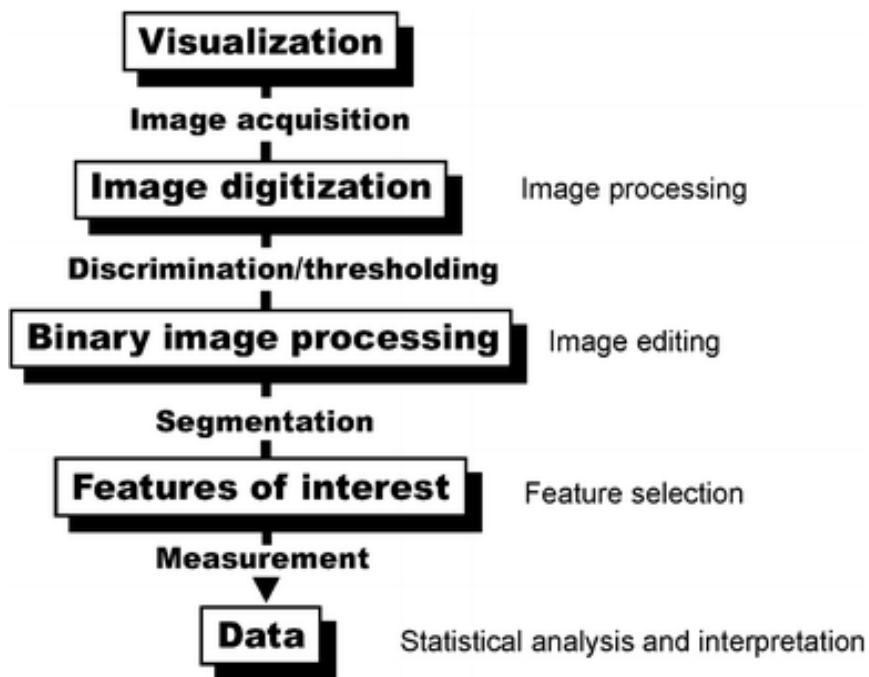 Visualization
Image acquisition
Image digitization
Image processing
Discrimination/thresholding
Binary image processing
Image editing
Segmentation
Features of interest
Feature selection
Measurement
Data
Statistical analysis and interpretation